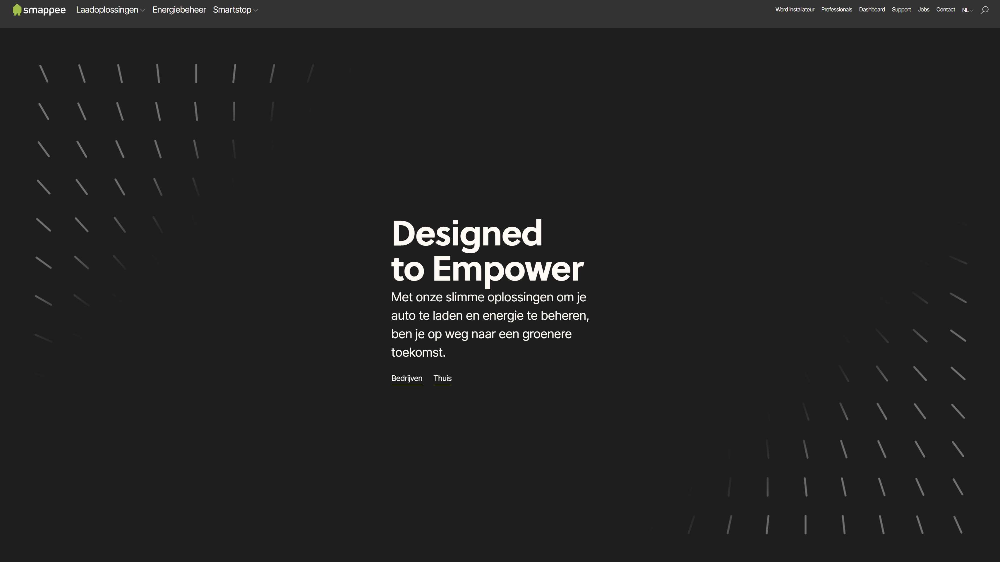 smappee Laadoplossingen Energiebeheer Smartstop Word installateur Professionals Dashboard Support Jobs Contact NL
Designed
to Empower
Met onze slimme oplossingen om je
auto te laden en energie te beheren,
ben je op weg naar een groenere
toekomst.
Bedrijven Thuis